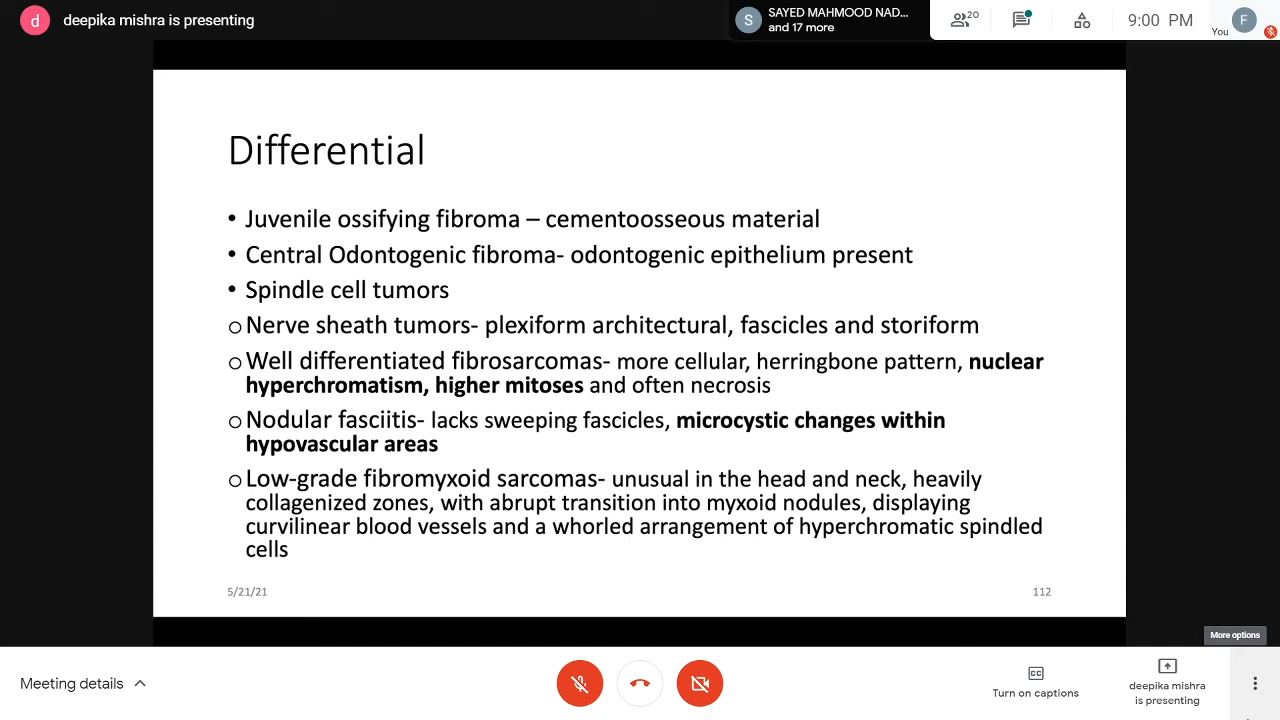 d deepika mishra is presenting
S SAYED MAHMOOD NAD...
and 17 more
20
9:00 PM
You
F
Differential
• Juvenile ossifying fibroma – cementoosseous material
• Central Odontogenic fibroma- odontogenic epithelium present
• Spindle cell tumors
o Nerve sheath tumors- plexiform architectural, fascicles and storiform
o Well differentiated fibrosarcomas- more cellular, herringbone pattern, nuclear
hyperchromatism, higher mitoses and often necrosis
o Nodular fasciitis- lacks sweeping fascicles, microcystic changes within
hypovascular areas
o Low-grade fibromyxoid sarcomas- unusual in the head and neck, heavily
collagenized zones, with abrupt transition into myxoid nodules, displaying
curvilinear blood vessels and a whorled arrangement of hyperchromatic spindled
cells
5/21/21
112
More options
Meeting details
CC
Turn on captions
deepika mishra
is presenting